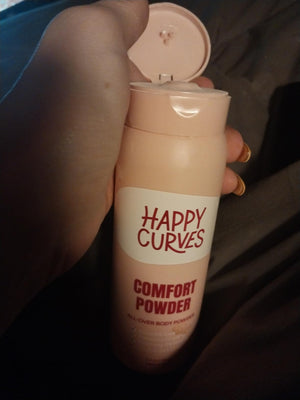 HAPPY
CURVES
COMFORT
POWDER
ALL-OVER BODY POWDER